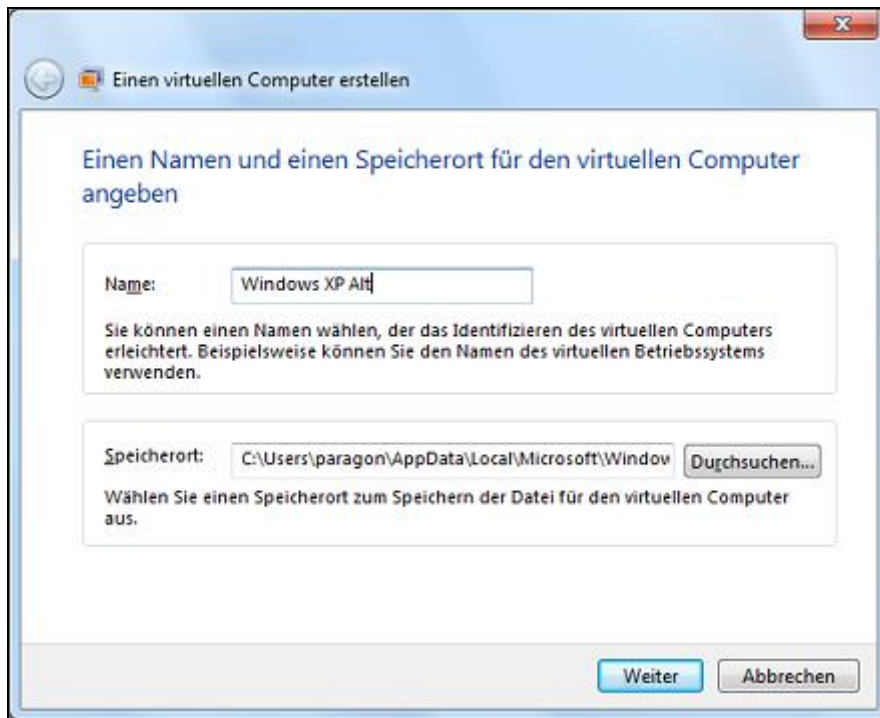 Einen virtuellen Computer erstellen
Einen Namen und einen Speicherort für den virtuellen Computer
angeben
Name: Windows XP Alt
Sie können einen Namen wählen, der das Identifizieren des virtuellen Computers
erleichtert. Beispielsweise können Sie den Namen des virtuellen Betriebssystems
verwenden.
Speicherort: C:\Users\paragon\AppData\Local\Microsoft\Window Durchsuchen...
Wählen Sie einen Speicherort zum Speichern der Datei für den virtuellen Computer
aus.
Weiter Abbrechen